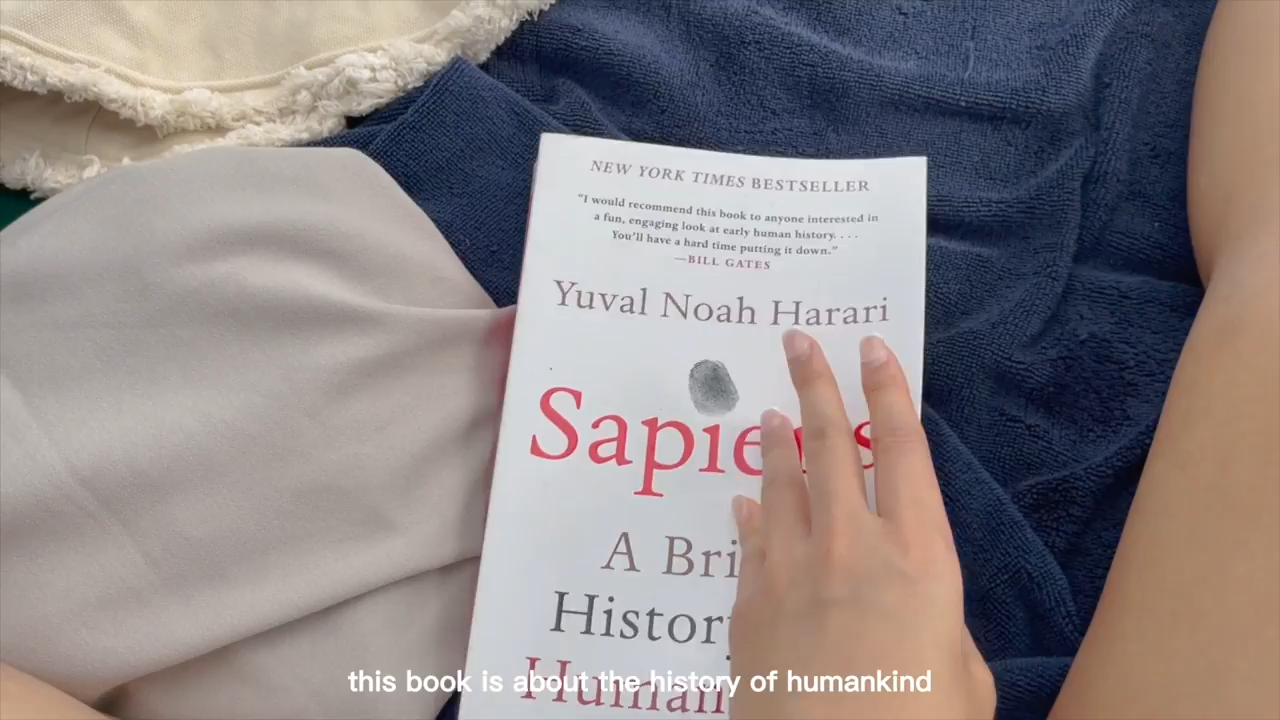 NEW YORK TIMES BESTSELLER
"I would recommend this book to anyone interested in
a fun, engaging look at early human history. . . .
You'll have a hard time putting it down."
—BILL GATES
Yuval Noah Harari
Sapiens
A Bri
Histor
Human
this book is about the history of humankind